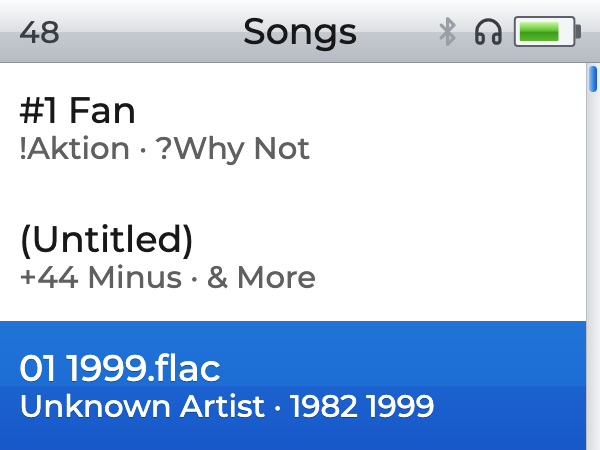 48
Songs
#1 Fan
!Aktion · ?Why Not
(Untitled)
+44 Minus · & More
01 1999.flac
Unknown Artist · 1982 1999